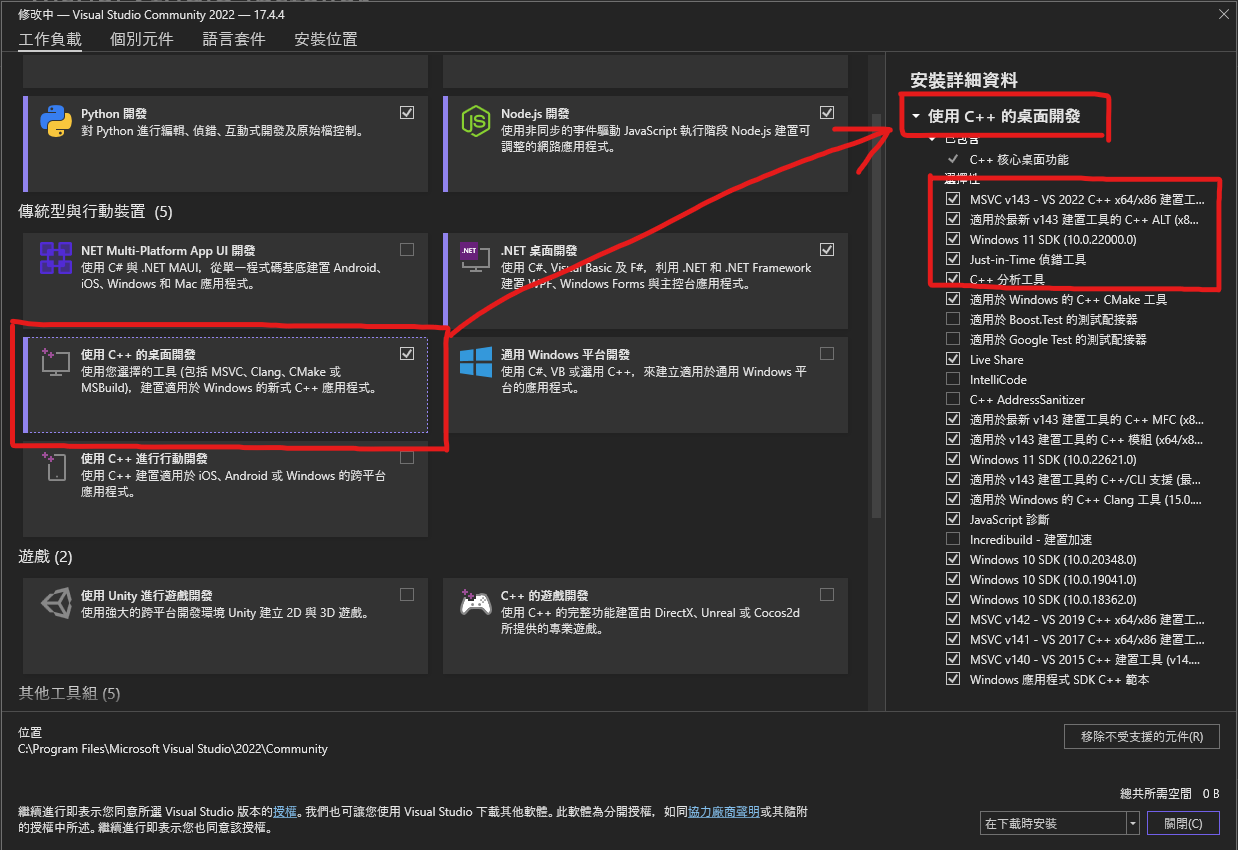 修改中 — Visual Studio Community 2022 — 17.4.4
工作負載 個別元件 語言套件 安裝位置
Python 開發
對 Python 進行編輯、偵錯、互動式開發及原始檔控制。
Node.js 開發
使用非同步的事件驅動 JavaScript 執行階段 Node.js 建置可
調整的網路應用程式。
傳統型與行動裝置 (5)
.NET Multi-Platform App UI 開發
使用 C# 與 .NET MAUI，從單一程式碼基底建置 Android、
iOS、Windows 和 Mac 應用程式。
.NET
.NET 桌面開發
使用 C#、Visual Basic 及 F#，利用 .NET 和 .NET Framework
建置 WPF、Windows Forms 與主控台應用程式。
使用 C++ 的桌面開發
使用您選擇的工具 (包括 MSVC、Clang、CMake 或
MSBuild)，建置適用於 Windows 的新式 C++ 應用程式。
適用 Windows 平台開發
使用 C#、VB 或選用 C++，來建立適用於通用 Windows 平
台的應用程式。
使用 C++ 進行行動開發
使用 C++ 建置適用於 iOS、Android 或 Windows 的跨平台
應用程式。
遊戲 (2)
使用 Unity 進行遊戲開發
使用強大的跨平台開發環境 Unity 建立 2D 與 3D 遊戲。
C++ 的遊戲開發
使用 C++ 的完整功能建置由 DirectX、Unreal 或 Cocos2d
所提供的專業遊戲。
其他工具組 (5)
安裝詳細資料
使用 C++ 的桌面開發
已包含
C++ 核心桌面功能
選擇性
MSVC v143 - VS 2022 C++ x64/x86 建置工...
適用於最新 v143 建置工具的 C++ ALT (x8...
Windows 11 SDK (10.0.22000.0)
Just-in-Time 偵錯工具
C++ 分析工具
適用於 Windows 的 C++ CMake 工具
適用於 Boost.Test 的測試配接器
適用於 Google Test 的測試配接器
Live Share
IntelliCode
C++ AddressSanitizer
適用於最新 v143 建置工具的 C++ MFC (x8...
適用於 v143 建置工具的 C++ 模組 (x64/x8...
Windows 11 SDK (10.0.22621.0)
適用於 v143 建置工具的 C++/CLI 支援 (最...
適用於 Windows 的 C++ Clang 工具 (15.0....
JavaScript 診斷
Incredibuild - 建置加速
Windows 10 SDK (10.0.20348.0)
Windows 10 SDK (10.0.19041.0)
Windows 10 SDK (10.0.18362.0)
MSVC v142 - VS 2019 C++ x64/x86 建置工...
MSVC v141 - VS 2017 C++ x64/x86 建置工...
MSVC v140 - VS 2015 C++ 建置工具 (v14....
Windows 應用程式 SDK C++ 範本
位置
C:\Program Files\Microsoft Visual Studio\2022\Community
移除不受支援的元件(R)
總共所需空間 0 B
繼續進行即表示您同意所選 Visual Studio 版本的授權。我們也可讓您使用 Visual Studio 下載其他軟體。此軟體為分開授權，如同協力廠商聲明或其隨附
的授權中所述。繼續進行即表示您也同意該授權。
在下載時安裝
關閉(C)